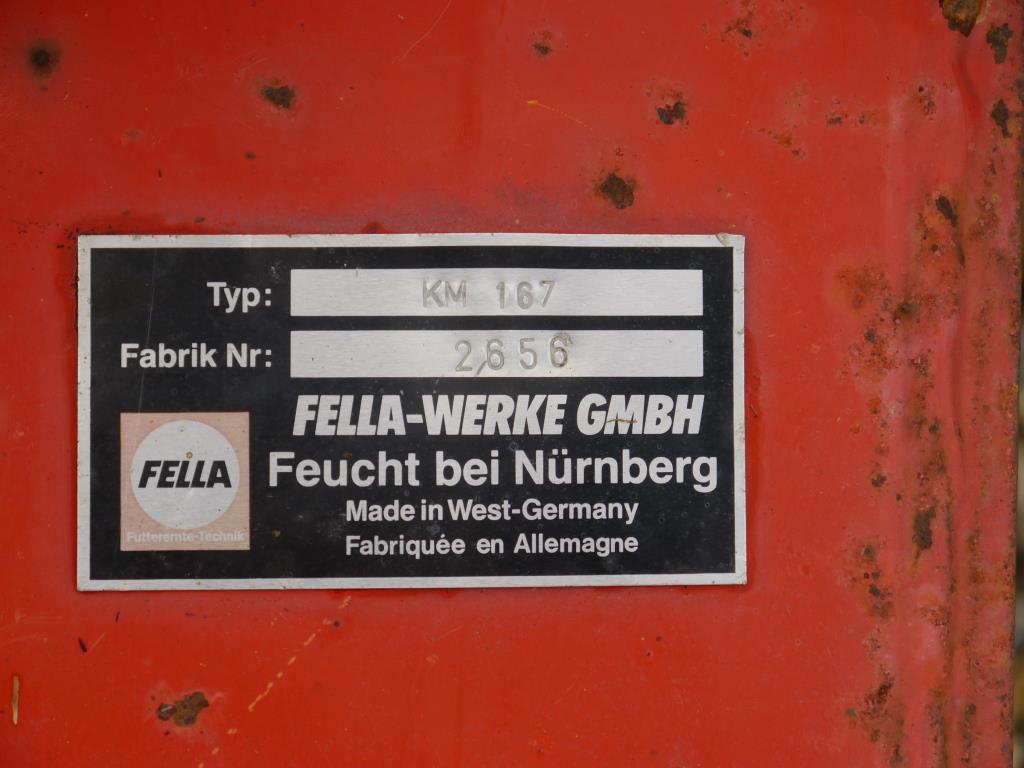 Typ: KM 167
Fabrik Nr: 2656
FELLA-WERKE GMBH
Feucht bei Nürnberg
Made in West-Germany
Fabriquée en Allemagne
FELLA
Futterernte-Technik